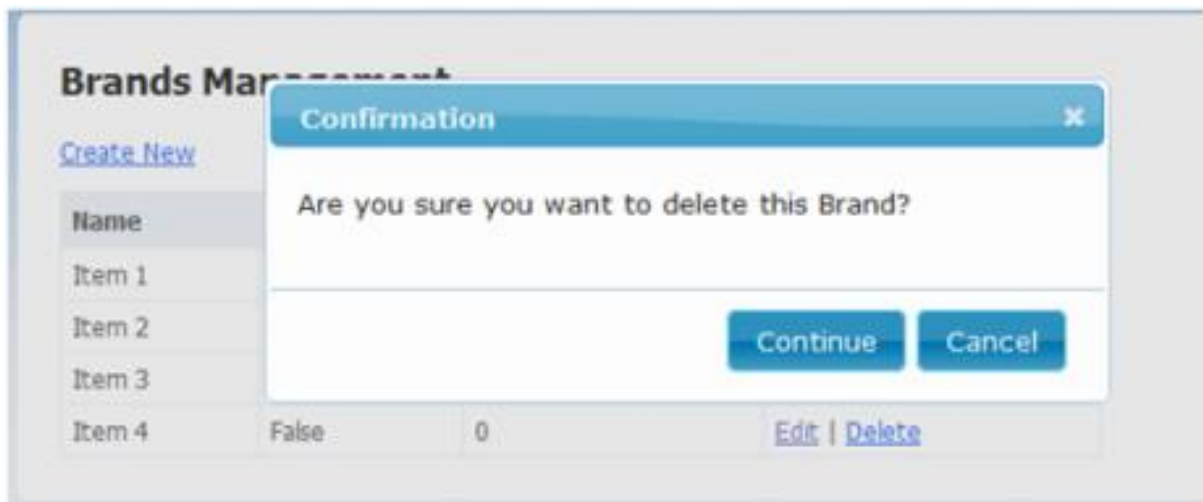 Brands Management
Confirmation
Create New
Are you sure you want to delete this Brand?
Name
Item 1
Item 2
Continue Cancel
Item 3
Item 4 False 0 Edit | Delete